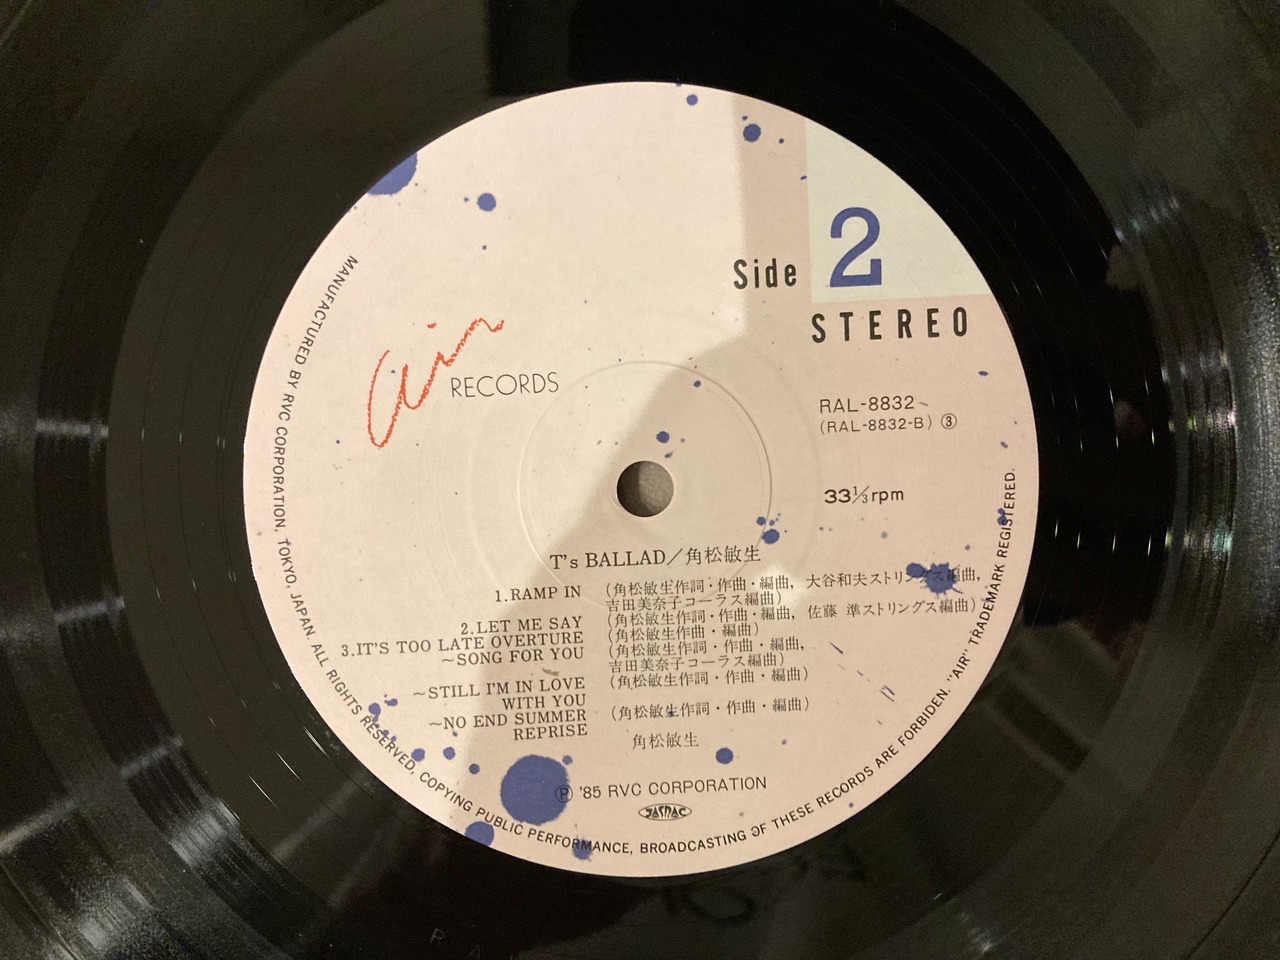 Side 2
STEREO
Air RECORDS
RAL-8832
(RAL-8832-B) ③
33⅓rpm
T's BALLAD／角松敏生
1.RAMP IN (角松敏生作詞・作曲・編曲, 大谷和夫ストリングス編曲,
吉田美奈子コーラス編曲)
2.LET ME SAY (角松敏生作詞・作曲・編曲, 佐藤 準ストリングス編曲)
3.IT'S TOO LATE OVERTURE (角松敏生作曲・編曲)
～SONG FOR YOU (角松敏生作詞・作曲・編曲,
吉田美奈子コーラス編曲)
～STILL I'M IN LOVE (角松敏生作詞・作曲・編曲)
WITH YOU
～NO END SUMMER (角松敏生作詞・作曲・編曲)
REPRISE
角松敏生
Ⓟ '85 RVC CORPORATION
JASRAC
MANUFACTURED BY RVC CORPORATION, TOKYO, JAPAN. ALL RIGHTS RESERVED, COPYING PUBLIC PERFORMANCE, BROADCASTING OF THESE RECORDS ARE FORBIDEN. "AIR" TRADEMARK REGISTERED.